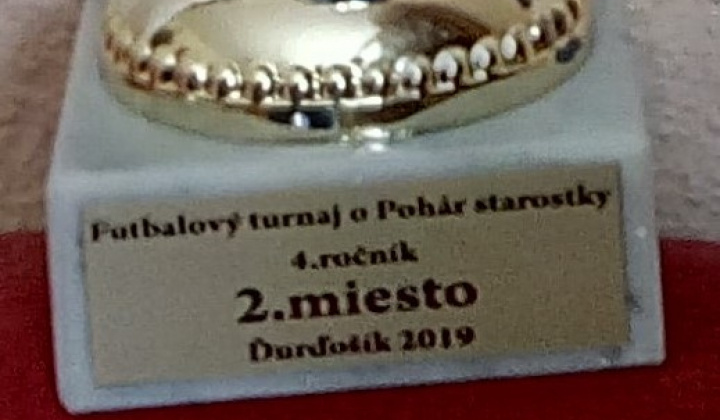 Futbalový turnaj o Pohár starostky
4.ročník
2.miesto
Ďurďošík 2019